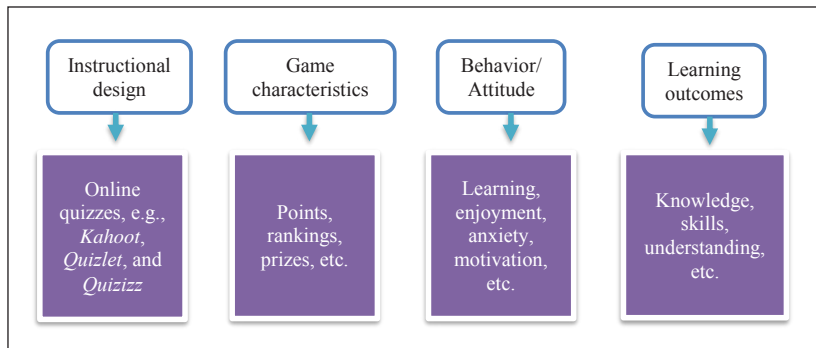 Instructional
design
Game
characteristics
Behavior/
Attitude
Learning
outcomes
Online
quizzes, e.g.,
Kahoot,
Quizlet, and
Quizizz
Points,
rankings,
prizes, etc.
Learning,
enjoyment,
anxiety,
motivation,
etc.
Knowledge,
skills,
understanding,
etc.